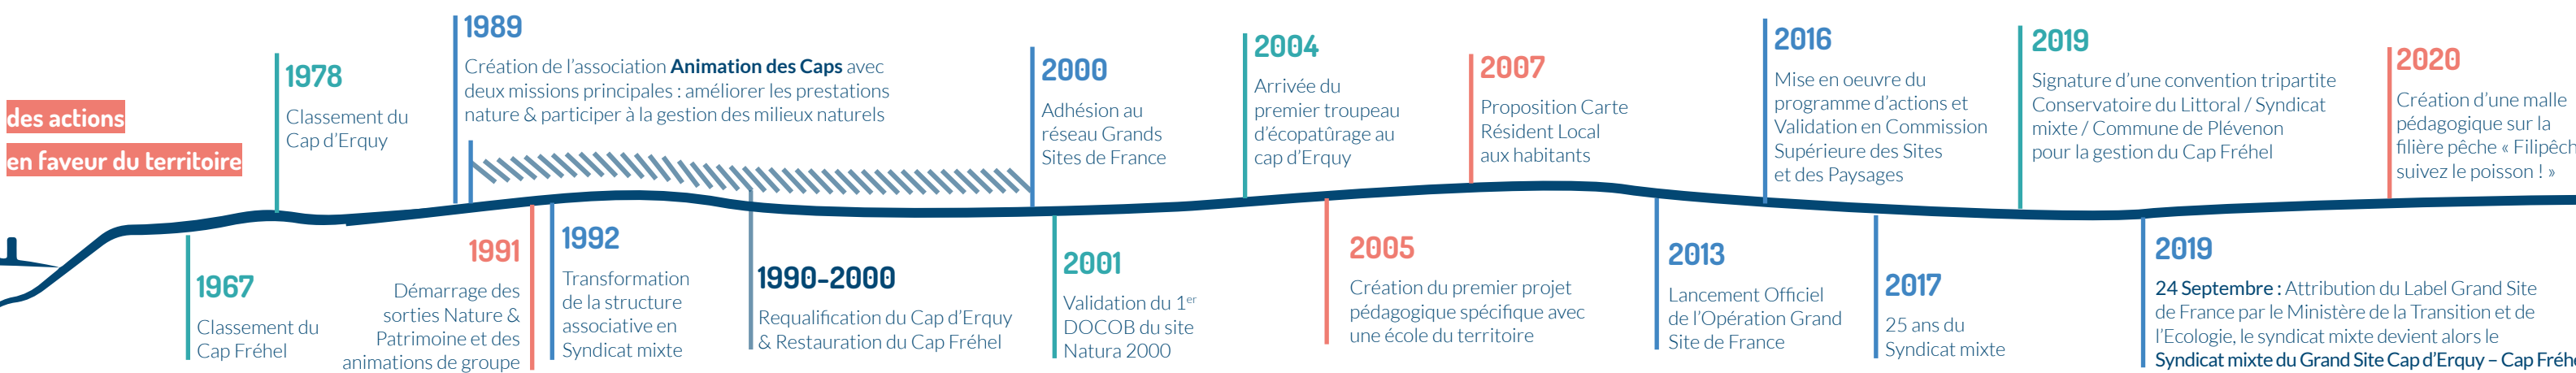 des actions
en faveur du territoire
1967
Classement du
Cap Fréhel
1978
Classement du
Cap d'Erquy
1989
Création de l'association Animation des Caps avec
deux missions principales : améliorer les prestations
nature & participer à la gestion des milieux naturels
1991
Démarrage des
sorties Nature &
Patrimoine et des
animations de groupe
1992
Transformation
de la structure
associative en
Syndicat mixte
1990-2000
Requalification du Cap d'Erquy
& Restauration du Cap Fréhel
2000
Adhésion au
réseau Grands
Sites de France
2001
Validation du 1er
DOCOB du site
Natura 2000
2004
Arrivée du
premier troupeau
d'écopatûrage au
cap d'Erquy
2005
Création du premier projet
pédagogique spécifique avec
une école du territoire
2007
Proposition Carte
Résident Local
aux habitants
2013
Lancement Officiel
de l'Opération Grand
Site de France
2016
Mise en oeuvre du
programme d'actions et
Validation en Commission
Supérieure des Sites
et des Paysages
2017
25 ans du
Syndicat mixte
2019
Signature d'une convention tripartite
Conservatoire du Littoral / Syndicat
mixte / Commune de Plévenon
pour la gestion du Cap Fréhel
2019
24 Septembre : Attribution du Label Grand Site
de France par le Ministère de la Transition et de
l'Ecologie, le syndicat mixte devient alors le
Syndicat mixte du Grand Site Cap d'Erquy – Cap Fréh
2020
Création d'une malle
pédagogique sur la
filière pêche « Filipêch
suivez le poisson ! »